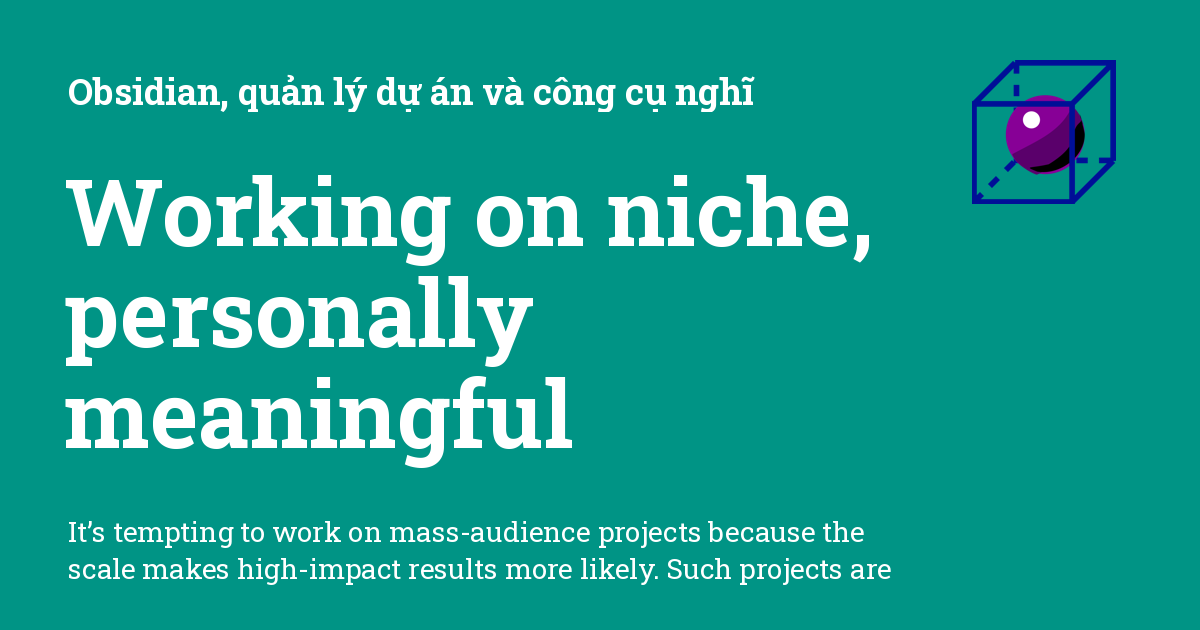 Obsidian, quản lý dự án và công cụ nghĩ
Working on niche,
personally
meaningful
It’s tempting to work on mass-audience projects because the
scale makes high-impact results more likely. Such projects are